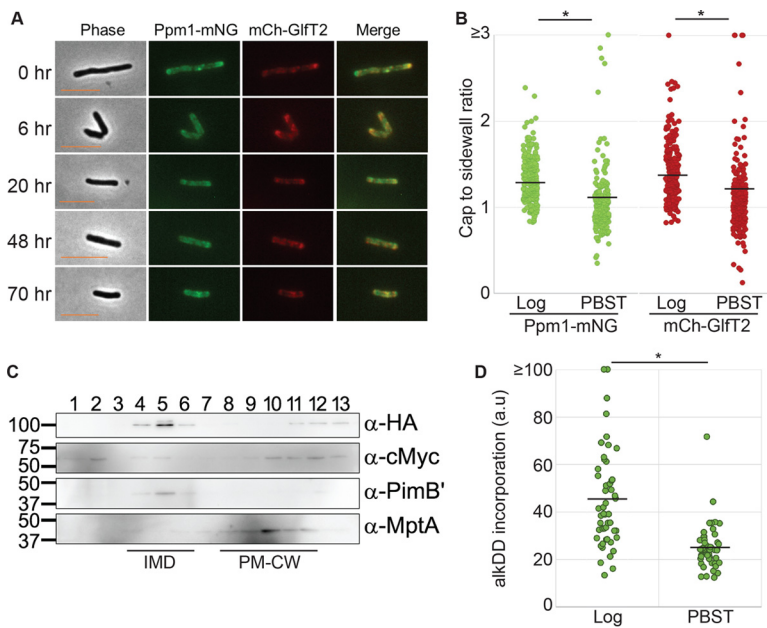 A
Phase Ppm1-mNG mCh-GlfT2 Merge
0 hr
6 hr
20 hr
48 hr
70 hr
B
*
*
Cap to sidewall ratio
≥3
2
1
0
Log PBST Log PBST
Ppm1-mNG mCh-GlfT2
C
1 2 3 4 5 6 7 8 9 10 11 12 13
100 α-HA
75
50 α-cMyc
50
37 α-PimB'
50
37 α-MptA
IMD PM-CW
D
*
alkDD incorporation (a.u)
≥100
80
60
40
20
0
Log PBST